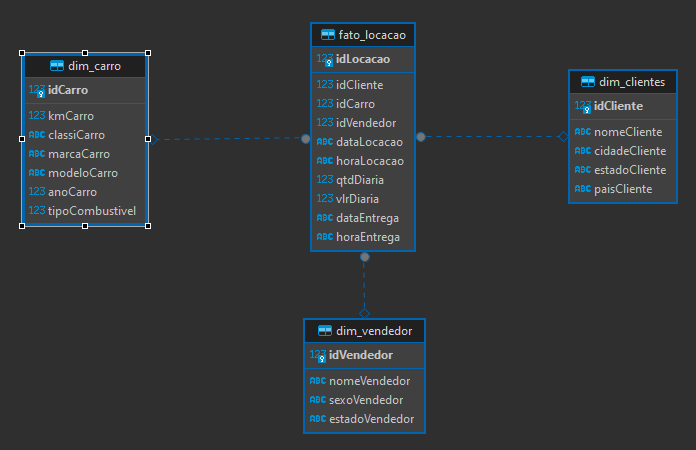 dim_carro
123 idCarro
123 kmCarro
ABC classiCarro
ABC marcaCarro
ABC modeloCarro
123 anoCarro
123 tipoCombustivel
fato_locacao
123 idLocacao
123 idCliente
123 idCarro
123 idVendedor
ABC dataLocacao
ABC horaLocacao
123 qtdDiaria
123 vlrDiaria
ABC dataEntrega
ABC horaEntrega
dim_clientes
123 idCliente
ABC nomeCliente
ABC cidadeCliente
ABC estadoCliente
ABC paisCliente
dim_vendedor
123 idVendedor
ABC nomeVendedor
ABC sexoVendedor
ABC estadoVendedor